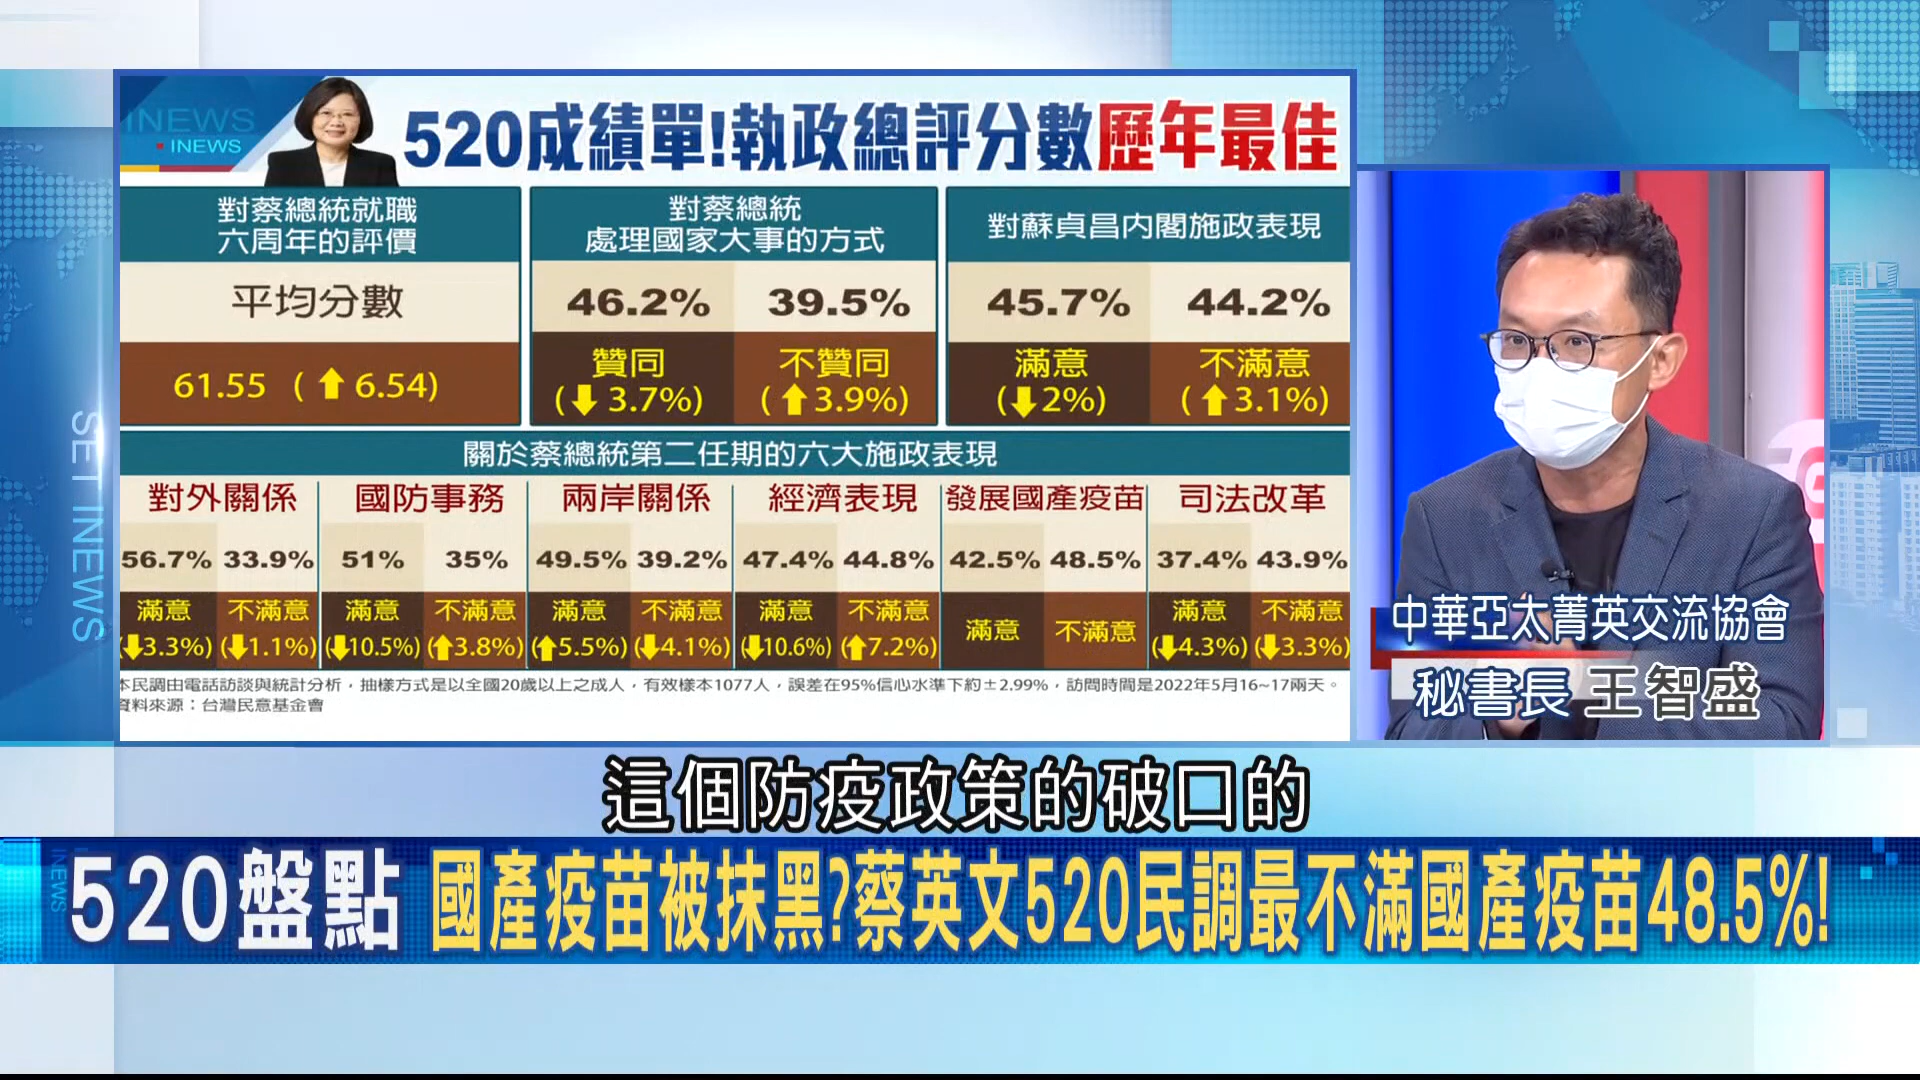 INEWS
INEWS
520成績單!執政總評分數歷年最佳
對蔡總統就職
六周年的評價
平均分數
61.55 (⬆6.54)
對蔡總統
處理國家大事的方式
46.2% 39.5%
贊同 不贊同
(⬇3.7%) (⬆3.9%)
對蘇貞昌內閣施政表現
45.7% 44.2%
滿意 不滿意
(⬇2%) (⬆3.1%)
關於蔡總統第二任期的六大施政表現
對外關係 國防事務 兩岸關係 經濟表現 發展國產疫苗 司法改革
56.7% 33.9% 51% 35% 49.5% 39.2% 47.4% 44.8% 42.5% 48.5% 37.4% 43.9%
滿意 不滿意 滿意 不滿意 滿意 不滿意 滿意 不滿意 滿意 不滿意 滿意 不滿意
(⬇3.3%) (⬇1.1%) (⬇10.5%) (⬆3.8%) (⬆5.5%) (⬇4.1%) (⬇10.6%) (⬆7.2%) (⬇4.3%) (⬇3.3%)
本民調由電話訪談與統計分析，抽樣方式是以全國20歲以上之成人，有效樣本1077人，誤差在95%信心水準下約±2.99%，訪問時間是2022年5月16~17兩天。
資料來源：台灣民意基金會
SET iNEWS
中華亞太菁英交流協會
秘書長 王智盛
這個防疫政策的破口的
iNEWS
520盤點 國產疫苗被抹黑?蔡英文520民調最不滿國產疫苗48.5%!